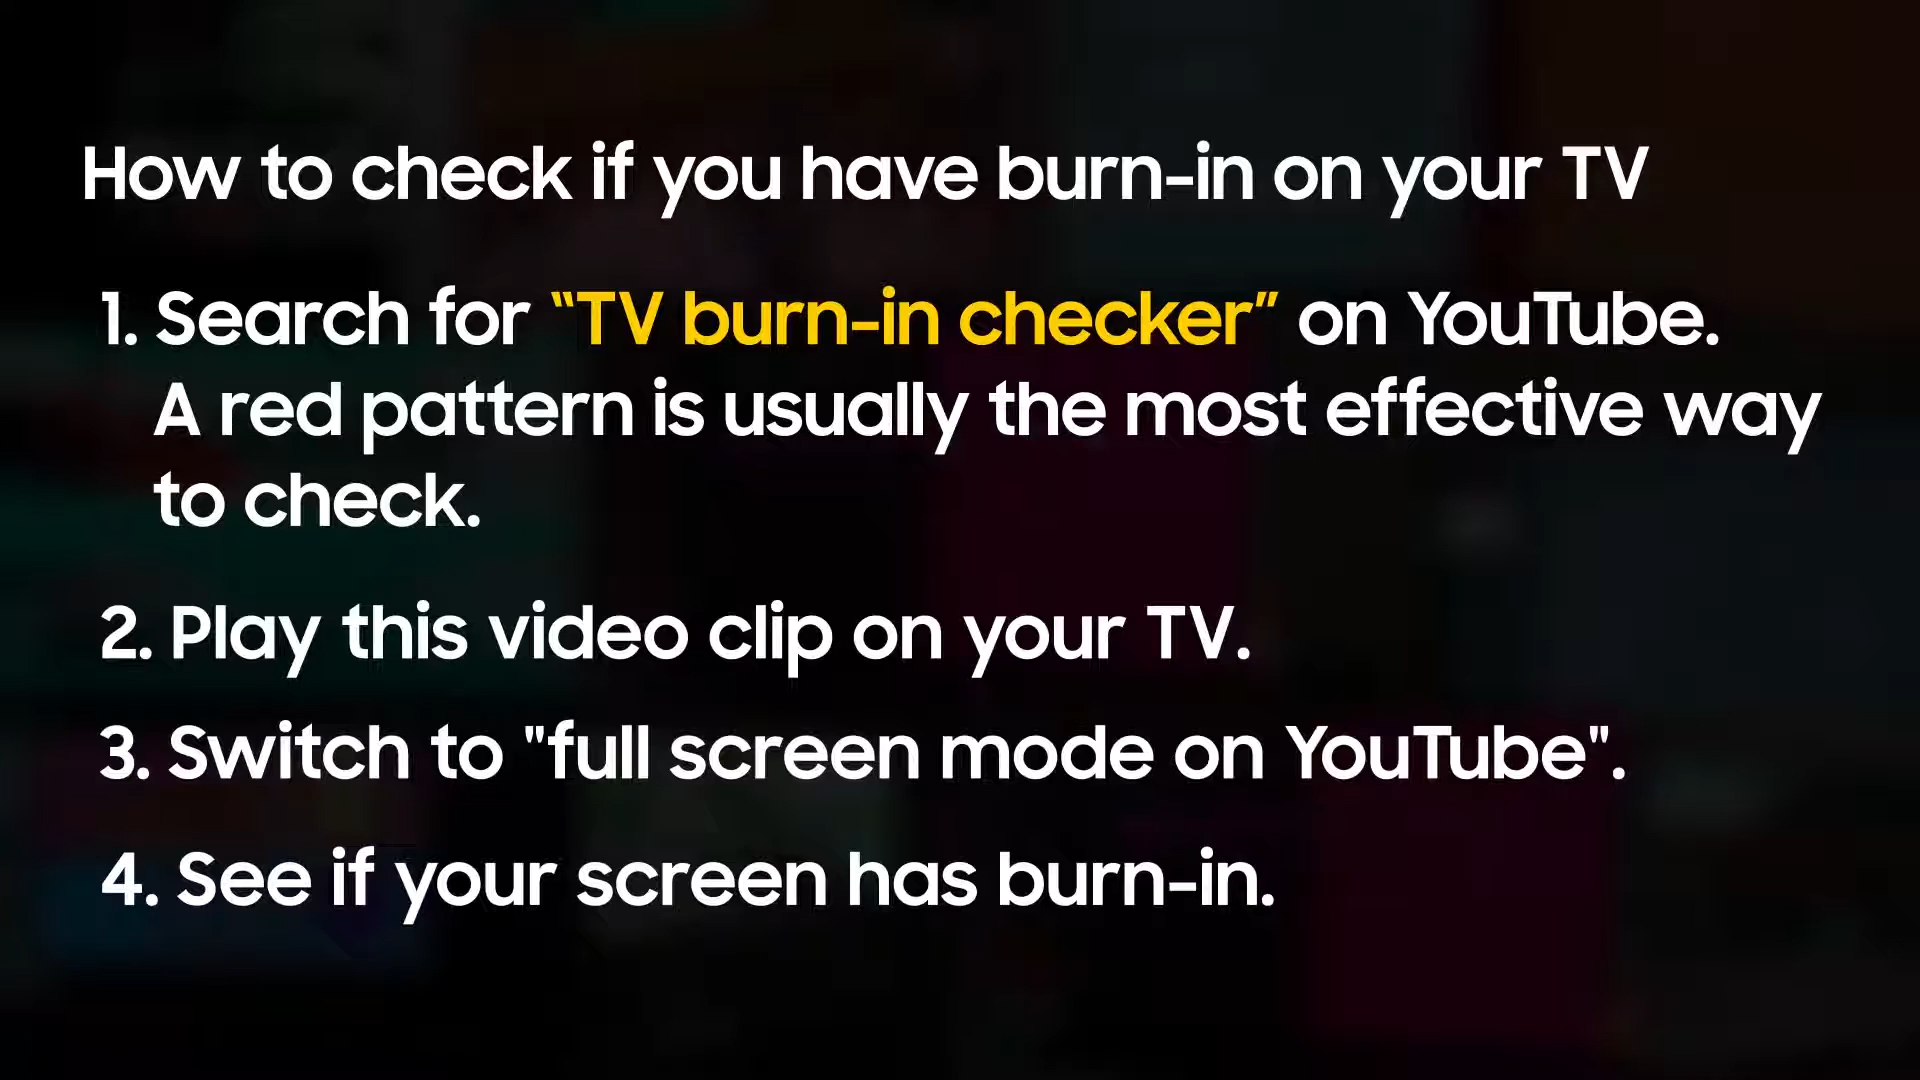 How to check if you have burn-in on your TV
1. Search for “TV burn-in checker” on YouTube.
A red pattern is usually the most effective way
to check.
2. Play this video clip on your TV.
3. Switch to "full screen mode on YouTube".
4. See if your screen has burn-in.